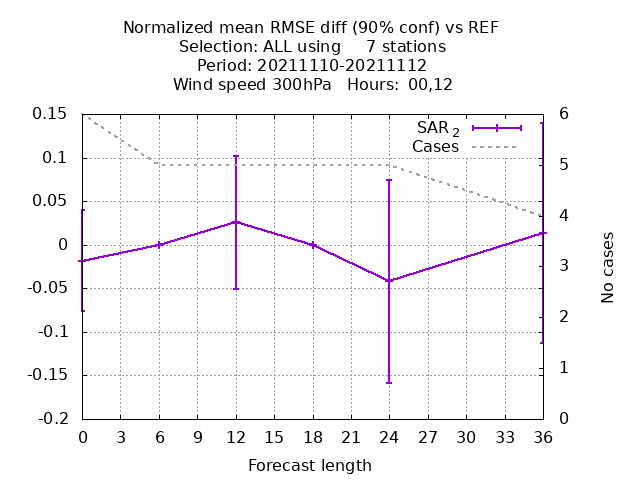 Normalized mean RMSE diff (90% conf) vs REF
Selection: ALL using     7 stations
Period: 20211110-20211112
Wind speed 300hPa   Hours:  00,12
SAR 2
Cases
0.15
0.1
0.05
0
-0.05
-0.1
-0.15
-0.2
6
5
4
3
2
1
0
No cases
0 3 6 9 12 15 18 21 24 27 30 33 36
Forecast length